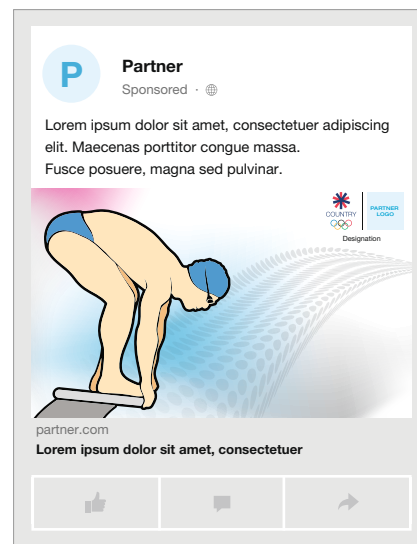 P
Partner
Sponsored ·
Lorem ipsum dolor sit amet, consectetuer adipiscing
elit. Maecenas porttitor congue massa.
Fusce posuere, magna sed pulvinar.
COUNTRY
PARTNER
LOGO
Designation
partner.com
Lorem ipsum dolor sit amet, consectetuer